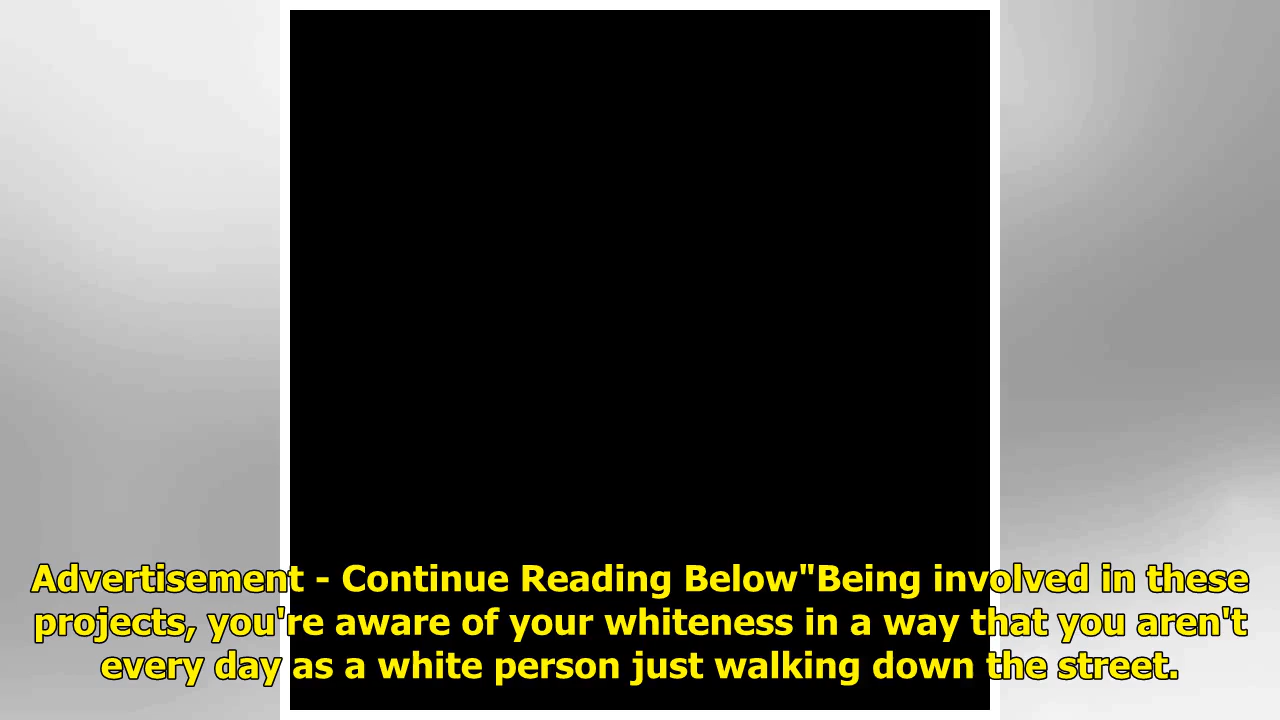 Advertisement - Continue Reading Below"Being involved in these
projects, you're aware of your whiteness in a way that you aren't
every day as a white person just walking down the street.